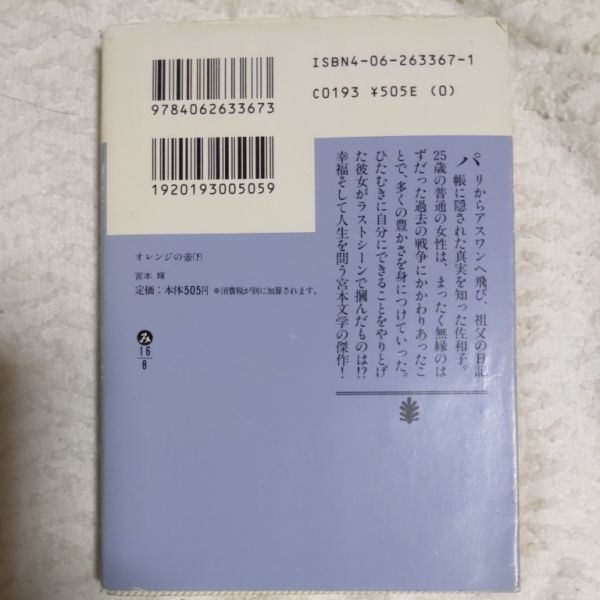 9784062633673
ISBN4-06-263367-1
C0193 ¥505E (0)
1920193005059
パリからアスワンへ飛び、祖父の日記
帳に隠された真実を知った佐和子。
25歳の普通の女性は、まったく無縁のは
ずだった過去の戦争にかかわりあったこ
とで、多くの豊かさを身につけていった。
ひたむきに自分にできることをやりとげ
た彼女がラストシーンで摑んだものは!?
幸福そして人生を問う宮本文学の傑作!
オレンジの壺(下)
宮本 輝
定価:本体505円 ※消費税が別に加算されます。
み
16
8